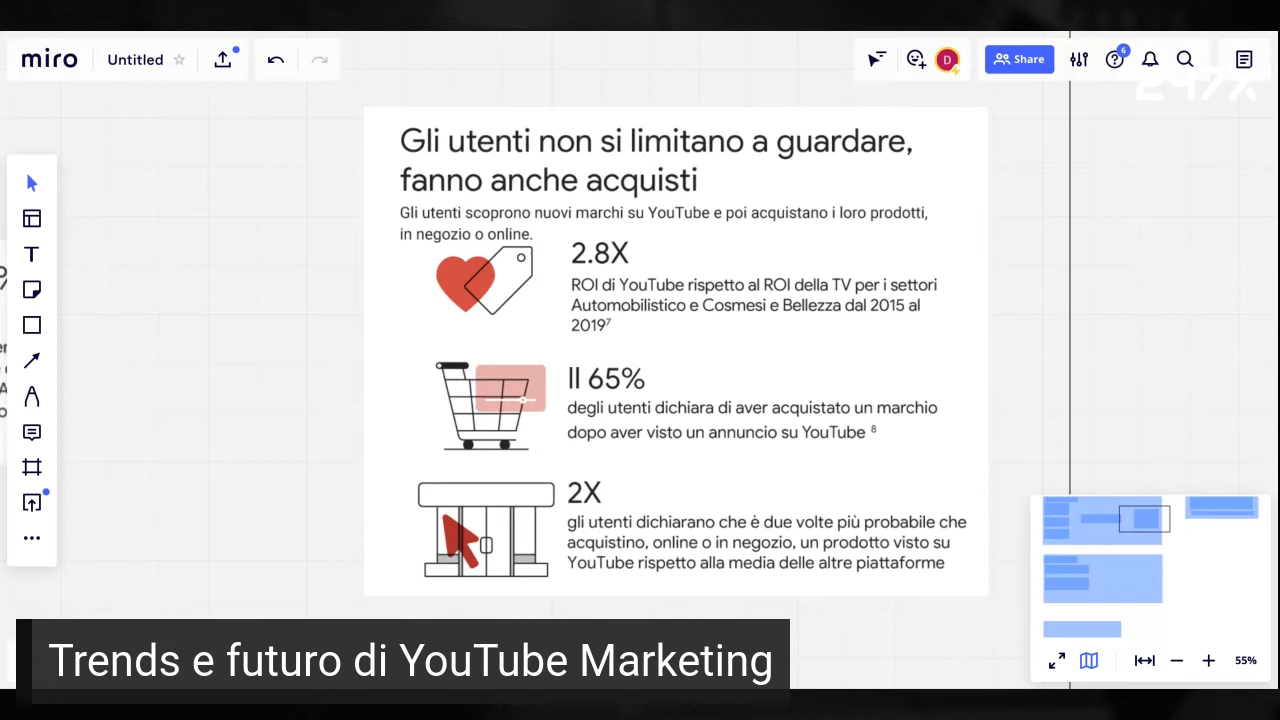 miro
Untitled
D
Share
6
247X
Gli utenti non si limitano a guardare,
fanno anche acquisti
Gli utenti scoprono nuovi marchi su YouTube e poi acquistano i loro prodotti,
in negozio o online.
2.8X
ROI di YouTube rispetto al ROI della TV per i settori
Automobilistico e Cosmesi e Bellezza dal 2015 al
2019⁷
Il 65%
degli utenti dichiara di aver acquistato un marchio
dopo aver visto un annuncio su YouTube ⁸
2X
gli utenti dichiarano che è due volte più probabile che
acquistino, online o in negozio, un prodotto visto su
YouTube rispetto alla media delle altre piattaforme
55%
Trends e futuro di YouTube Marketing